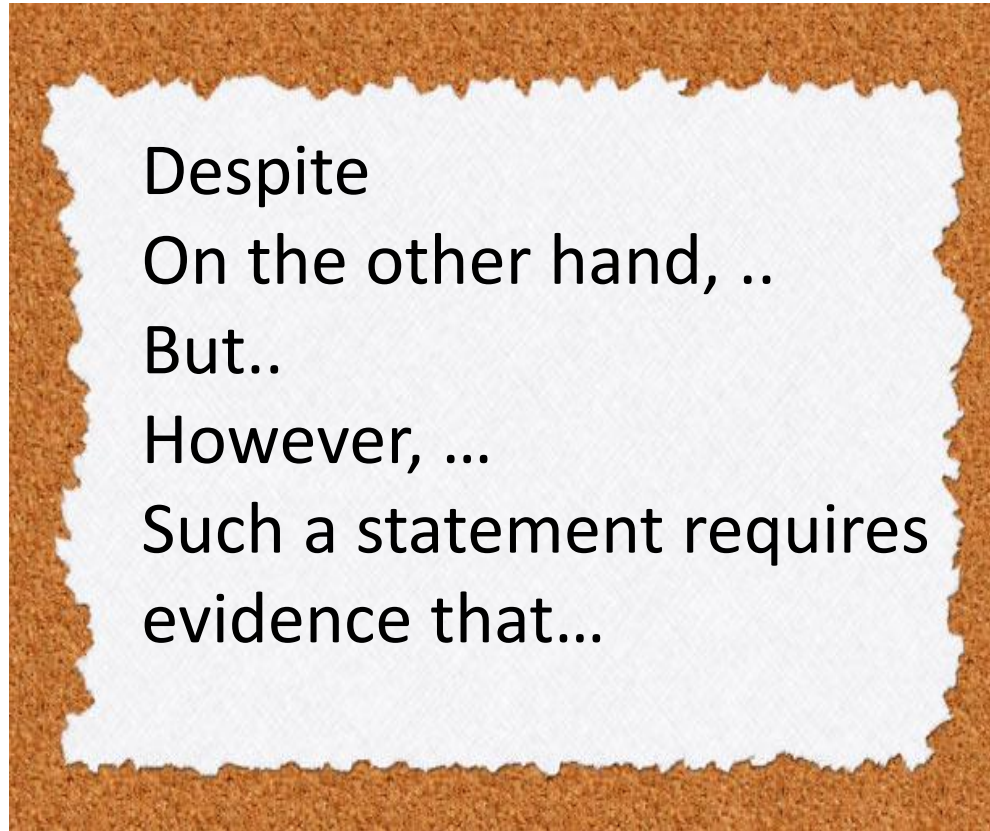 Despite
On the other hand, ..
But..
However, ...
Such a statement requires
evidence that...